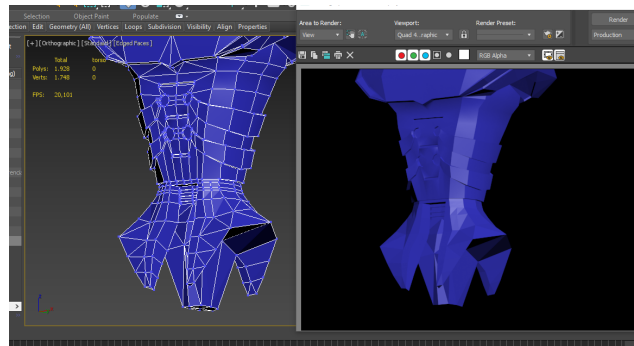 Selection Object Paint Populate
Edit Geometry (All) Vertices Loops Subdivision Visibility Align Properties
[+] [Orthographic] [Standard] [Edged Faces]
Total torso
Polys: 1.928 0
Verts: 1.748 0
FPS: 20,101
Area to Render: Viewport: Render Preset: Render
View Quad 4...raphic Production
RGB Alpha